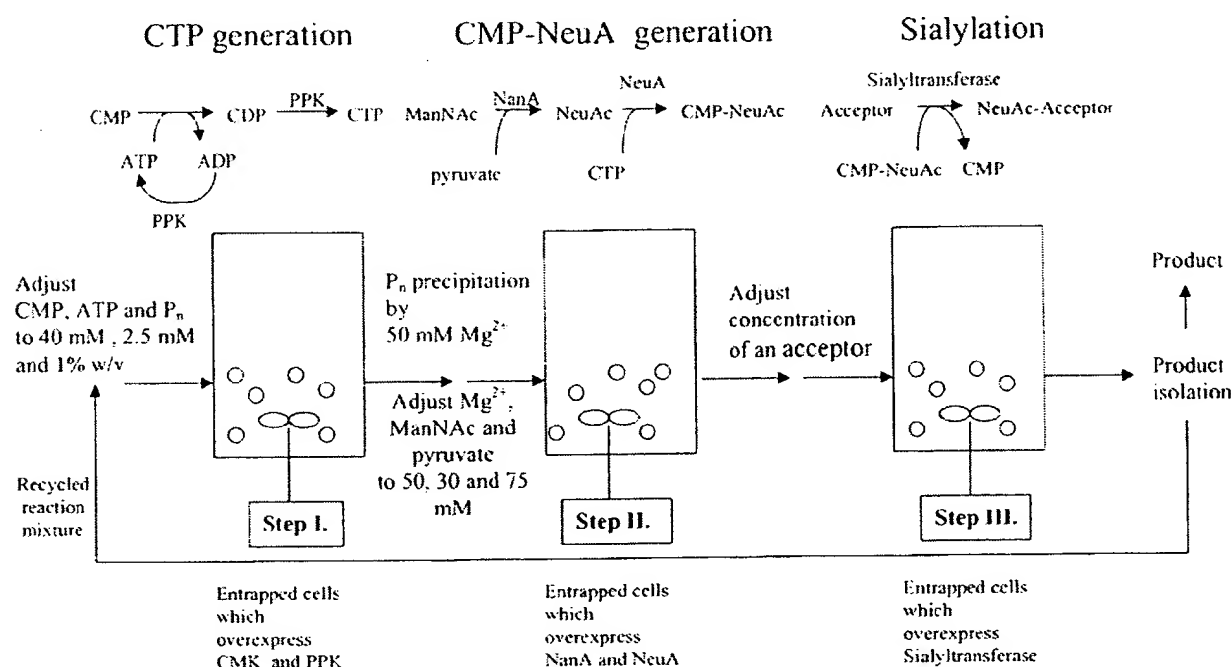 CTP generation
CMP-NeuA generation
Sialylation
CMP
CDP
PPK
CTP
ATP
ADP
PPK
ManNAc
NanA
NeuAc
NeuA
CMP-NeuAc
pyruvate
CTP
Sialyltransferase
Acceptor
NeuAc-Acceptor
CMP-NeuAc
CMP
Adjust
CMP, ATP and Pn
to 40 mM , 2.5 mM
and 1% w/v
Pn precipitation
by
50 mM Mg2+
Adjust Mg2+,
ManNAc and
pyruvate
to 50, 30 and 75
mM
Adjust
concentration
of an acceptor
Product
Product
isolation
Recycled
reaction
mixture
Step I.
Step II.
Step III.
Entrapped cells
which
overexpress
CMK and PPK
Entrapped cells
which
overexpress
NanA and NeuA
Entrapped cells
which
overexpress
Sialyltransferase